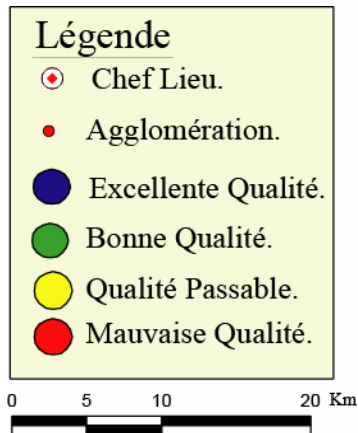 Légende
Chef Lieu.
Agglomération.
Excellente Qualité.
Bonne Qualité.
Qualité Passable.
Mauvaise Qualité.
0 5 10 20 Km